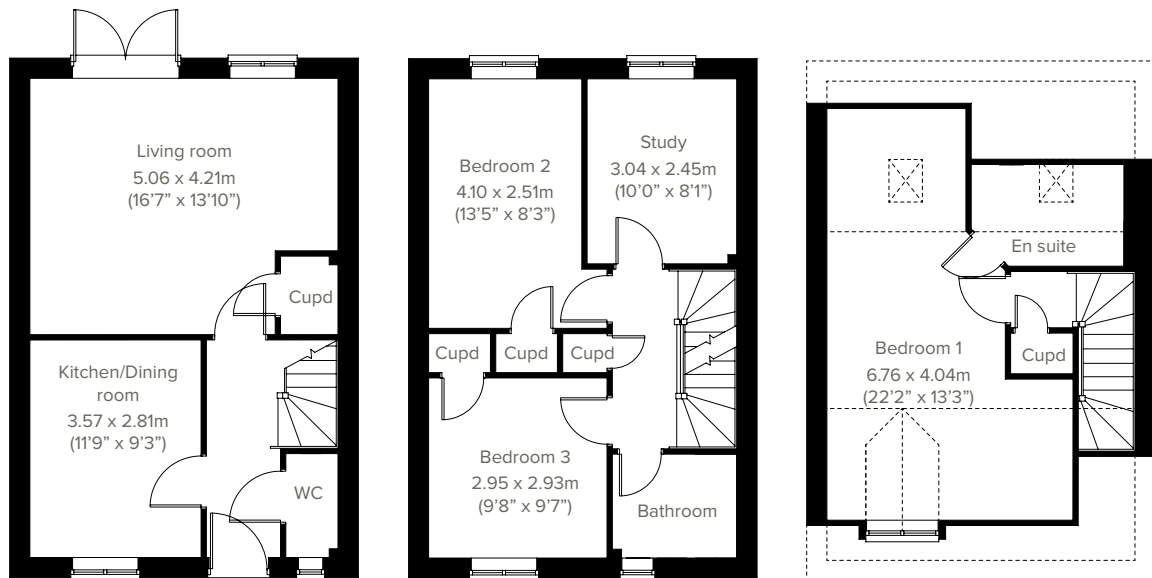 Living room
5.06 x 4.21m
(16’7” x 13’10”)
Cupd
Kitchen/Dining
room
3.57 x 2.81m
(11’9” x 9’3”)
WC
Bedroom 2
4.10 x 2.51m
(13’5” x 8’3”)
Study
3.04 x 2.45m
(10’0” x 8’1”)
Cupd
Cupd
Cupd
Bedroom 3
2.95 x 2.93m
(9’8” x 9’7”)
Bathroom
En suite
Bedroom 1
6.76 x 4.04m
(22’2” x 13’3”)
Cupd